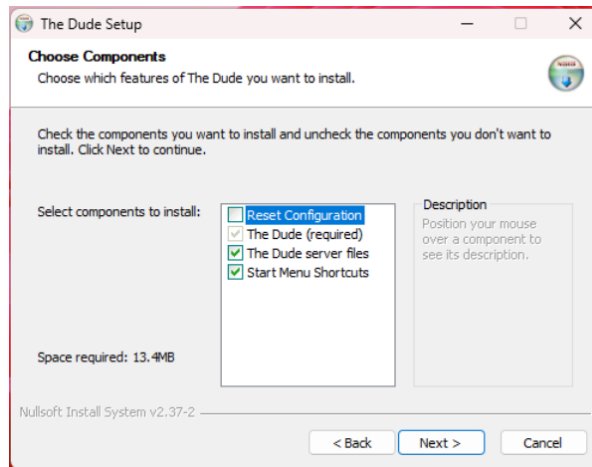 The Dude Setup
Choose Components
Choose which features of The Dude you want to install.
Check the components you want to install and uncheck the components you don't want to
install. Click Next to continue.
Select components to install:
Reset Configuration
The Dude (required)
The Dude server files
Start Menu Shortcuts
Description
Position your mouse
over a component to
see its description.
Space required: 13.4MB
Nullsoft Install System v2.37-2
< Back
Next >
Cancel